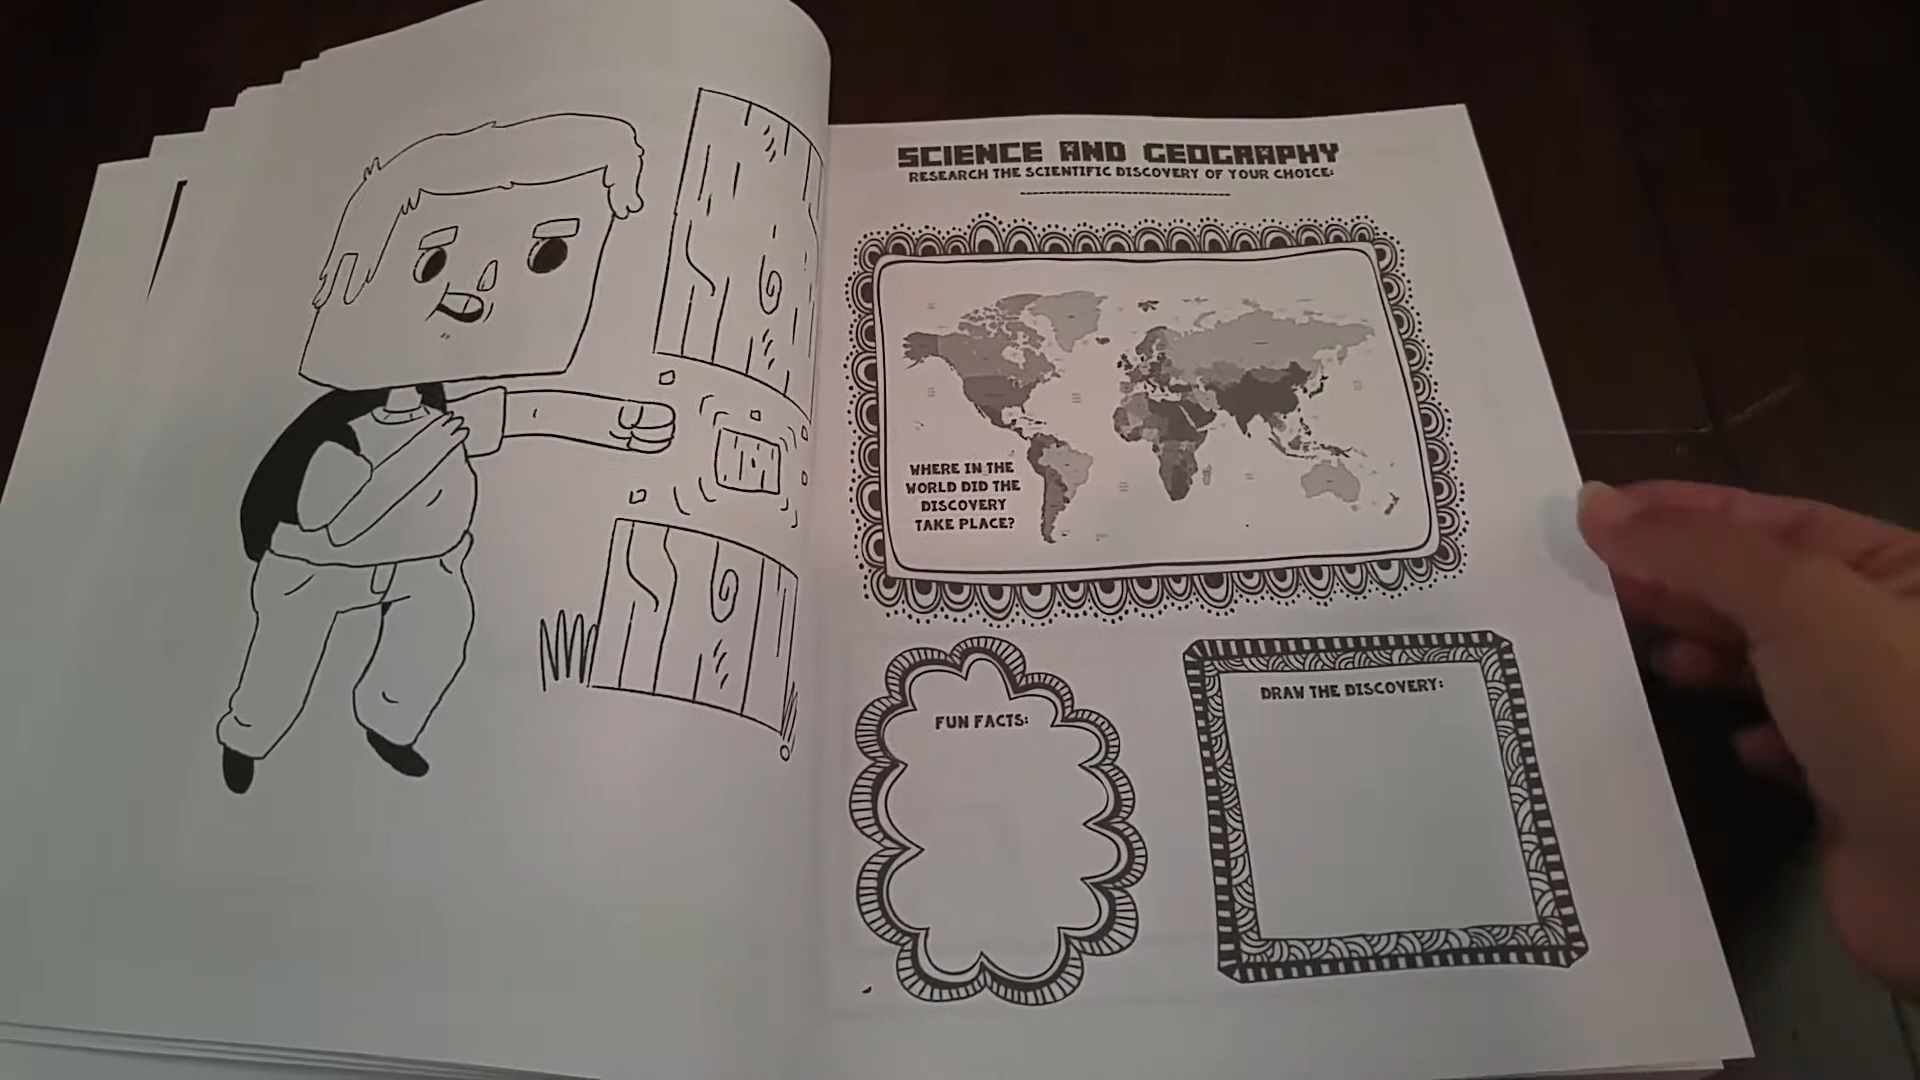 SCIENCE AND GEOGRAPHY
RESEARCH THE SCIENTIFIC DISCOVERY OF YOUR CHOICE:
WHERE IN THE
WORLD DID THE
DISCOVERY
TAKE PLACE?
FUN FACTS:
DRAW THE DISCOVERY: